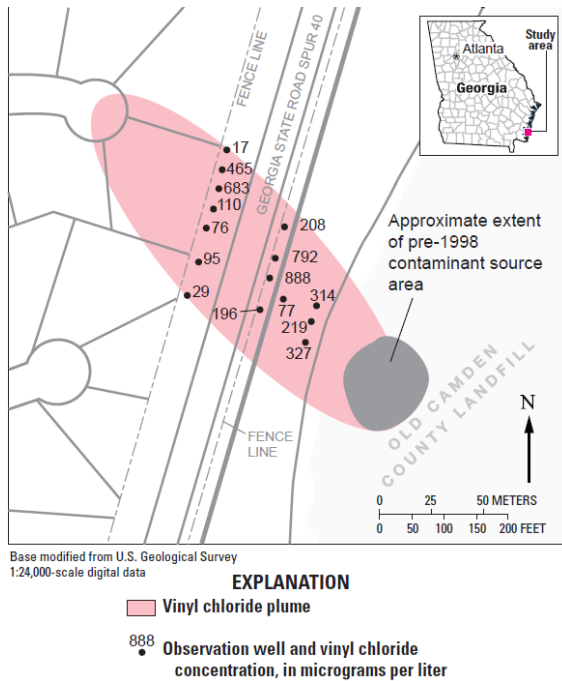 FENCE LINE
GEORGIA STATE ROAD SPUR 40
Atlanta
Georgia
Study
area
17
465
683
110
76
95
29
208
792
888
196
77
314
219
327
Approximate extent
of pre-1998
contaminant source
area
OLD CAMDEN
COUNTY LANDFILL
FENCE
LINE
N
0 25 50 METERS
0 50 100 150 200 FEET
Base modified from U.S. Geological Survey
1:24,000-scale digital data
EXPLANATION
Vinyl chloride plume
888
Observation well and vinyl chloride
concentration, in micrograms per liter